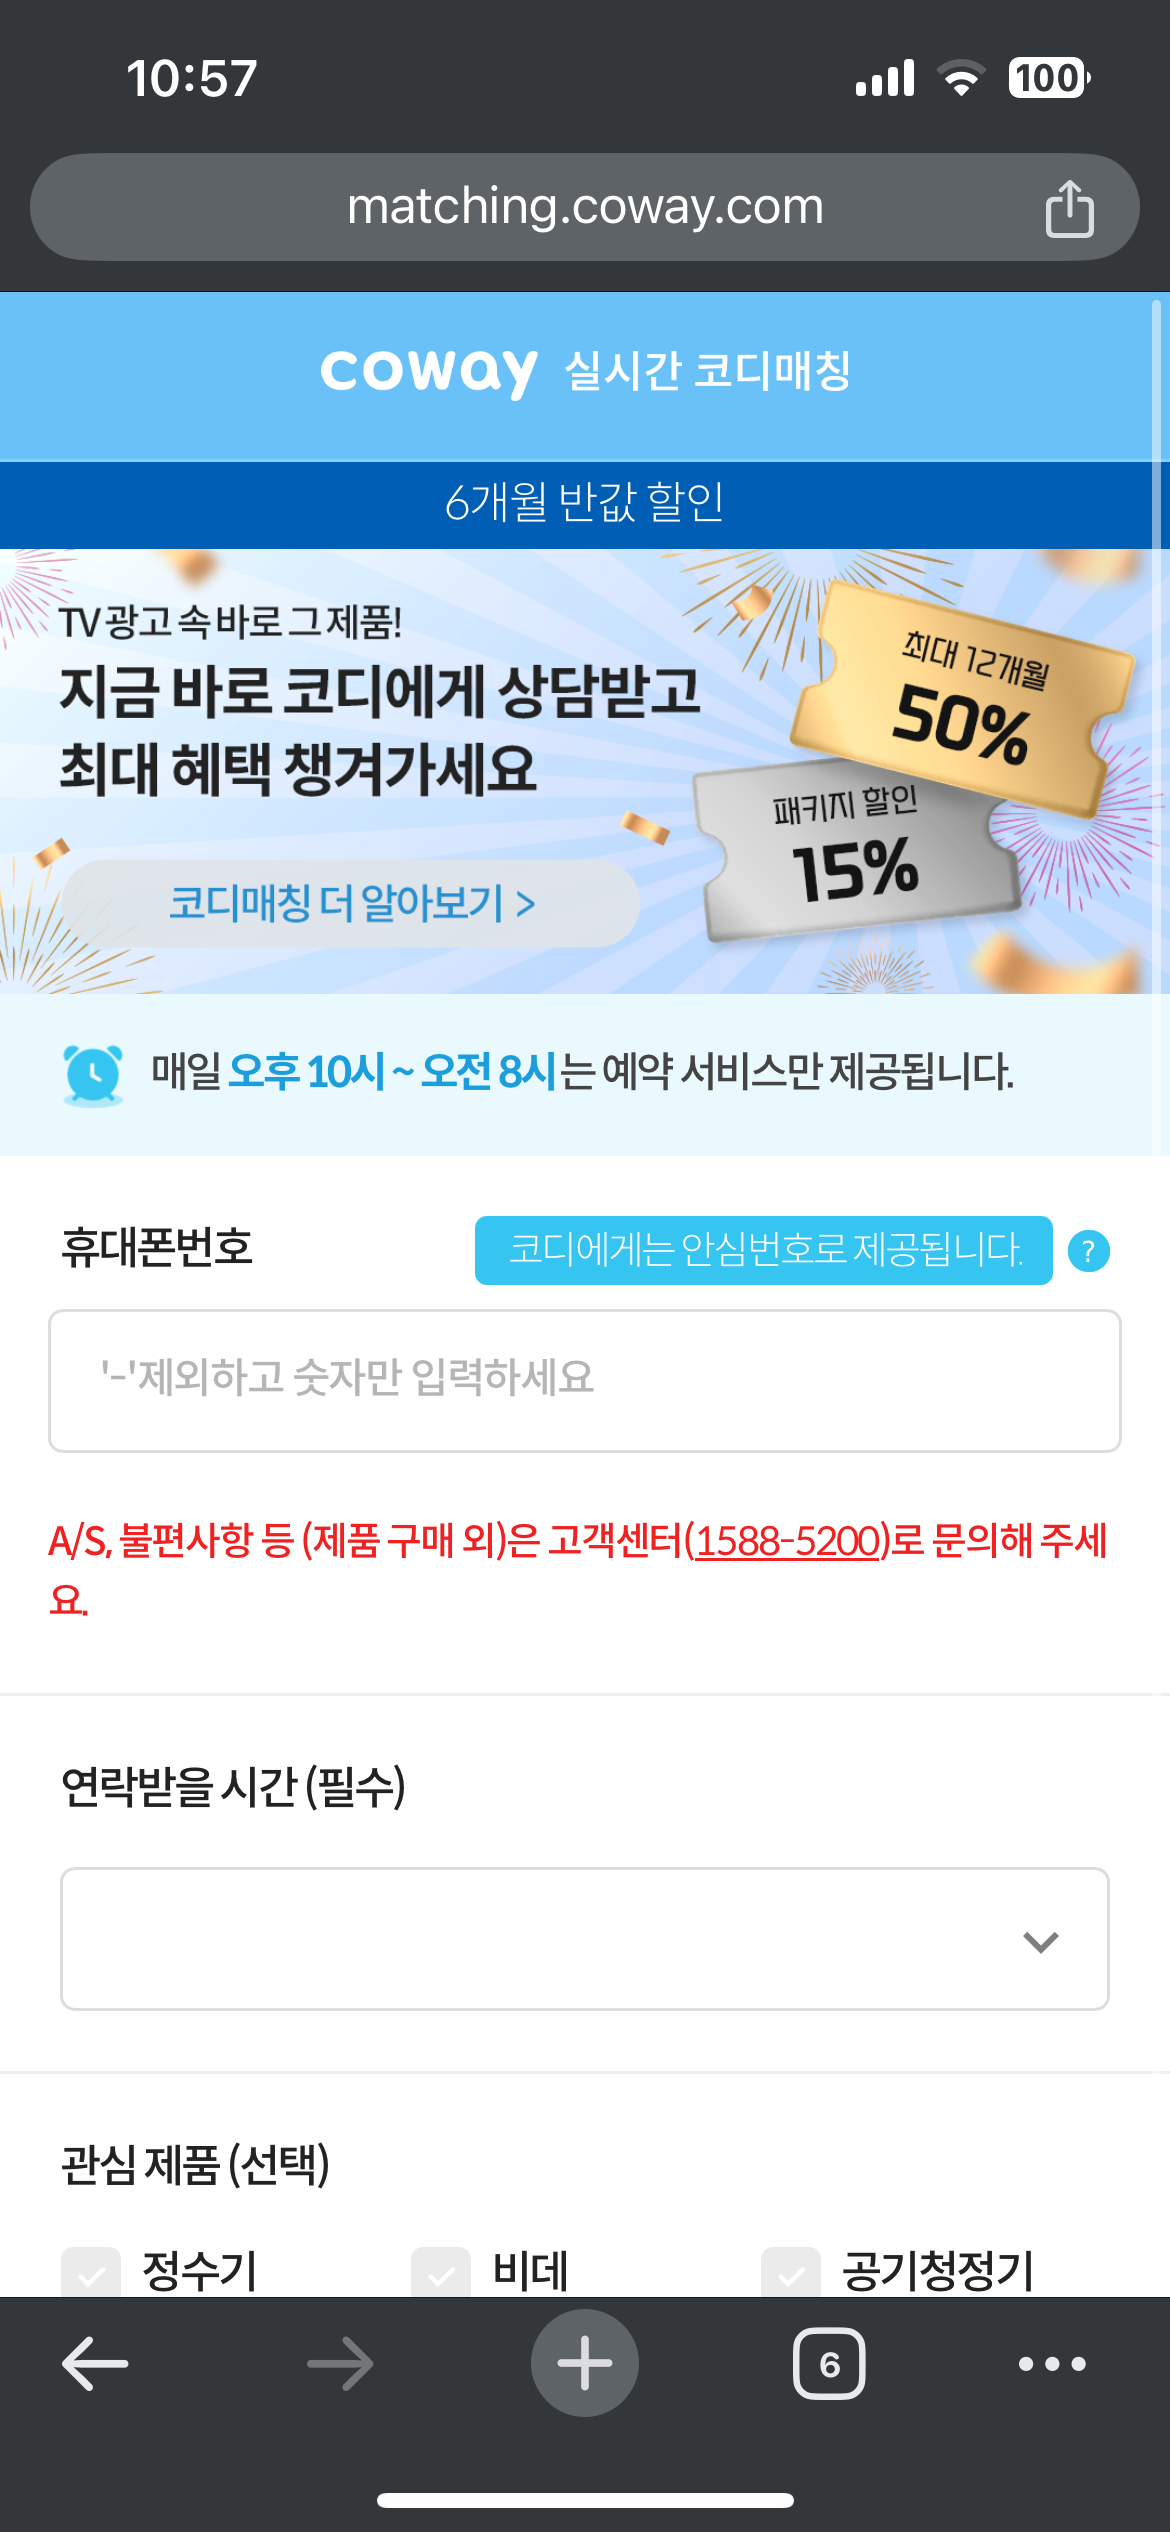 10:57
100
matching.coway.com
coway 실시간 코디매칭
6개월 반값 할인
TV 광고 속 바로 그 제품!
지금 바로 코디에게 상담받고
최대 혜택 챙겨가세요
최대 12개월
50%
패키지 할인
15%
코디매칭 더 알아보기 >
매일 오후 10시 ~ 오전 8시는 예약 서비스만 제공됩니다.
휴대폰번호
코디에게는 안심번호로 제공됩니다.
?
'-'제외하고 숫자만 입력하세요
A/S, 불편사항 등 (제품 구매 외)은 고객센터(1588-5200)로 문의해 주세
요.
연락받을 시간 (필수)
관심 제품 (선택)
정수기 비데 공기청정기
6